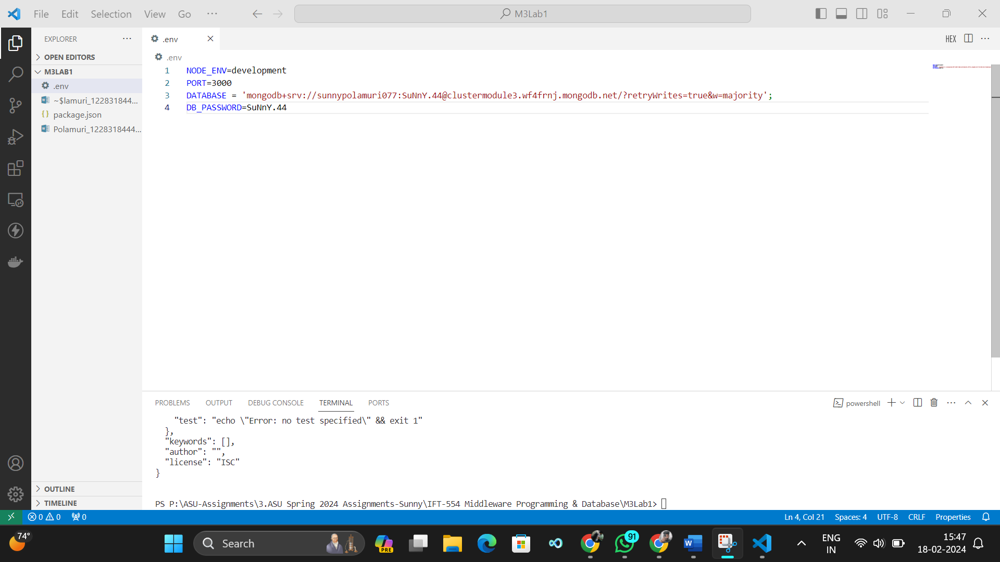 File Edit Selection View Go ··· M3Lab1
EXPLORER ···
OPEN EDITORS
M3LAB1
.env
~$lamuri_122831844...
package.json
Polamuri_1228318444...
.env
HEX ···
.env
1 NODE_ENV=development
2 PORT=3000
3 DATABASE = 'mongodb+srv://sunnypolamuri077:SuNnY.44@clustermodule3.wf4frnj.mongodb.net/?retryWrites=true&w=majority';
4 DB_PASSWORD=SuNnY.44
PROBLEMS OUTPUT DEBUG CONSOLE TERMINAL PORTS
powershell ···
"test": "echo \"Error: no test specified\" && exit 1"
},
"keywords": [],
"author": "",
"license": "ISC"
}
PS P:\ASU-Assignments\3.ASU Spring 2024 Assignments-Sunny\IFT-554 Middleware Programming & Database\M3Lab1>
OUTLINE
TIMELINE
0 0 0
Ln 4, Col 21 Spaces: 4 UTF-8 CRLF Properties
74°
Search
PRE
91
ENG
IN
15:47
18-02-2024